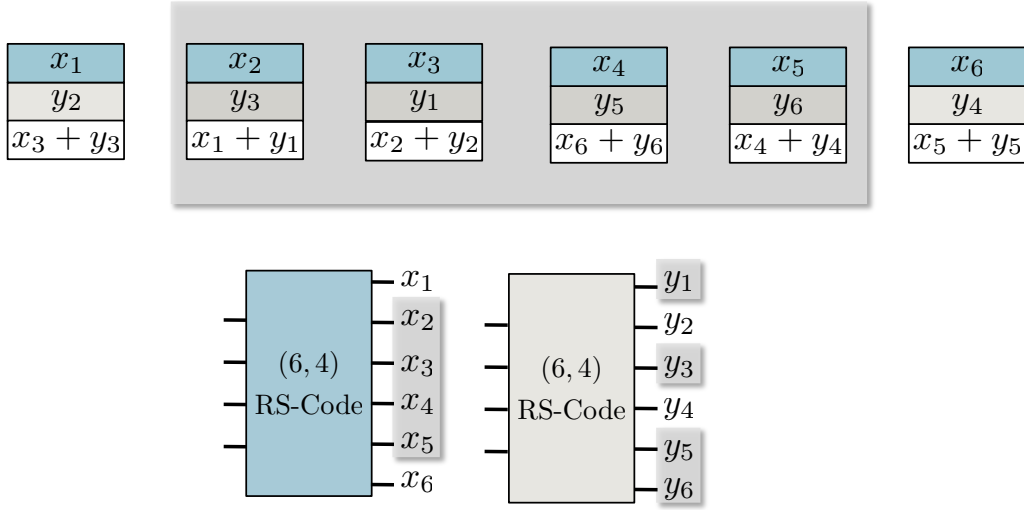 x₁ x₂ x₃ x₄ x₅ x₆
y₂ y₃ y₁ y₅ y₆ y₄
x₃ + y₃ x₁ + y₁ x₂ + y₂ x₆ + y₆ x₄ + y₄ x₅ + y₅
(6, 4)
RS-Code
x₁
x₂
x₃
x₄
x₅
x₆
(6, 4)
RS-Code
y₁
y₂
y₃
y₄
y₅
y₆